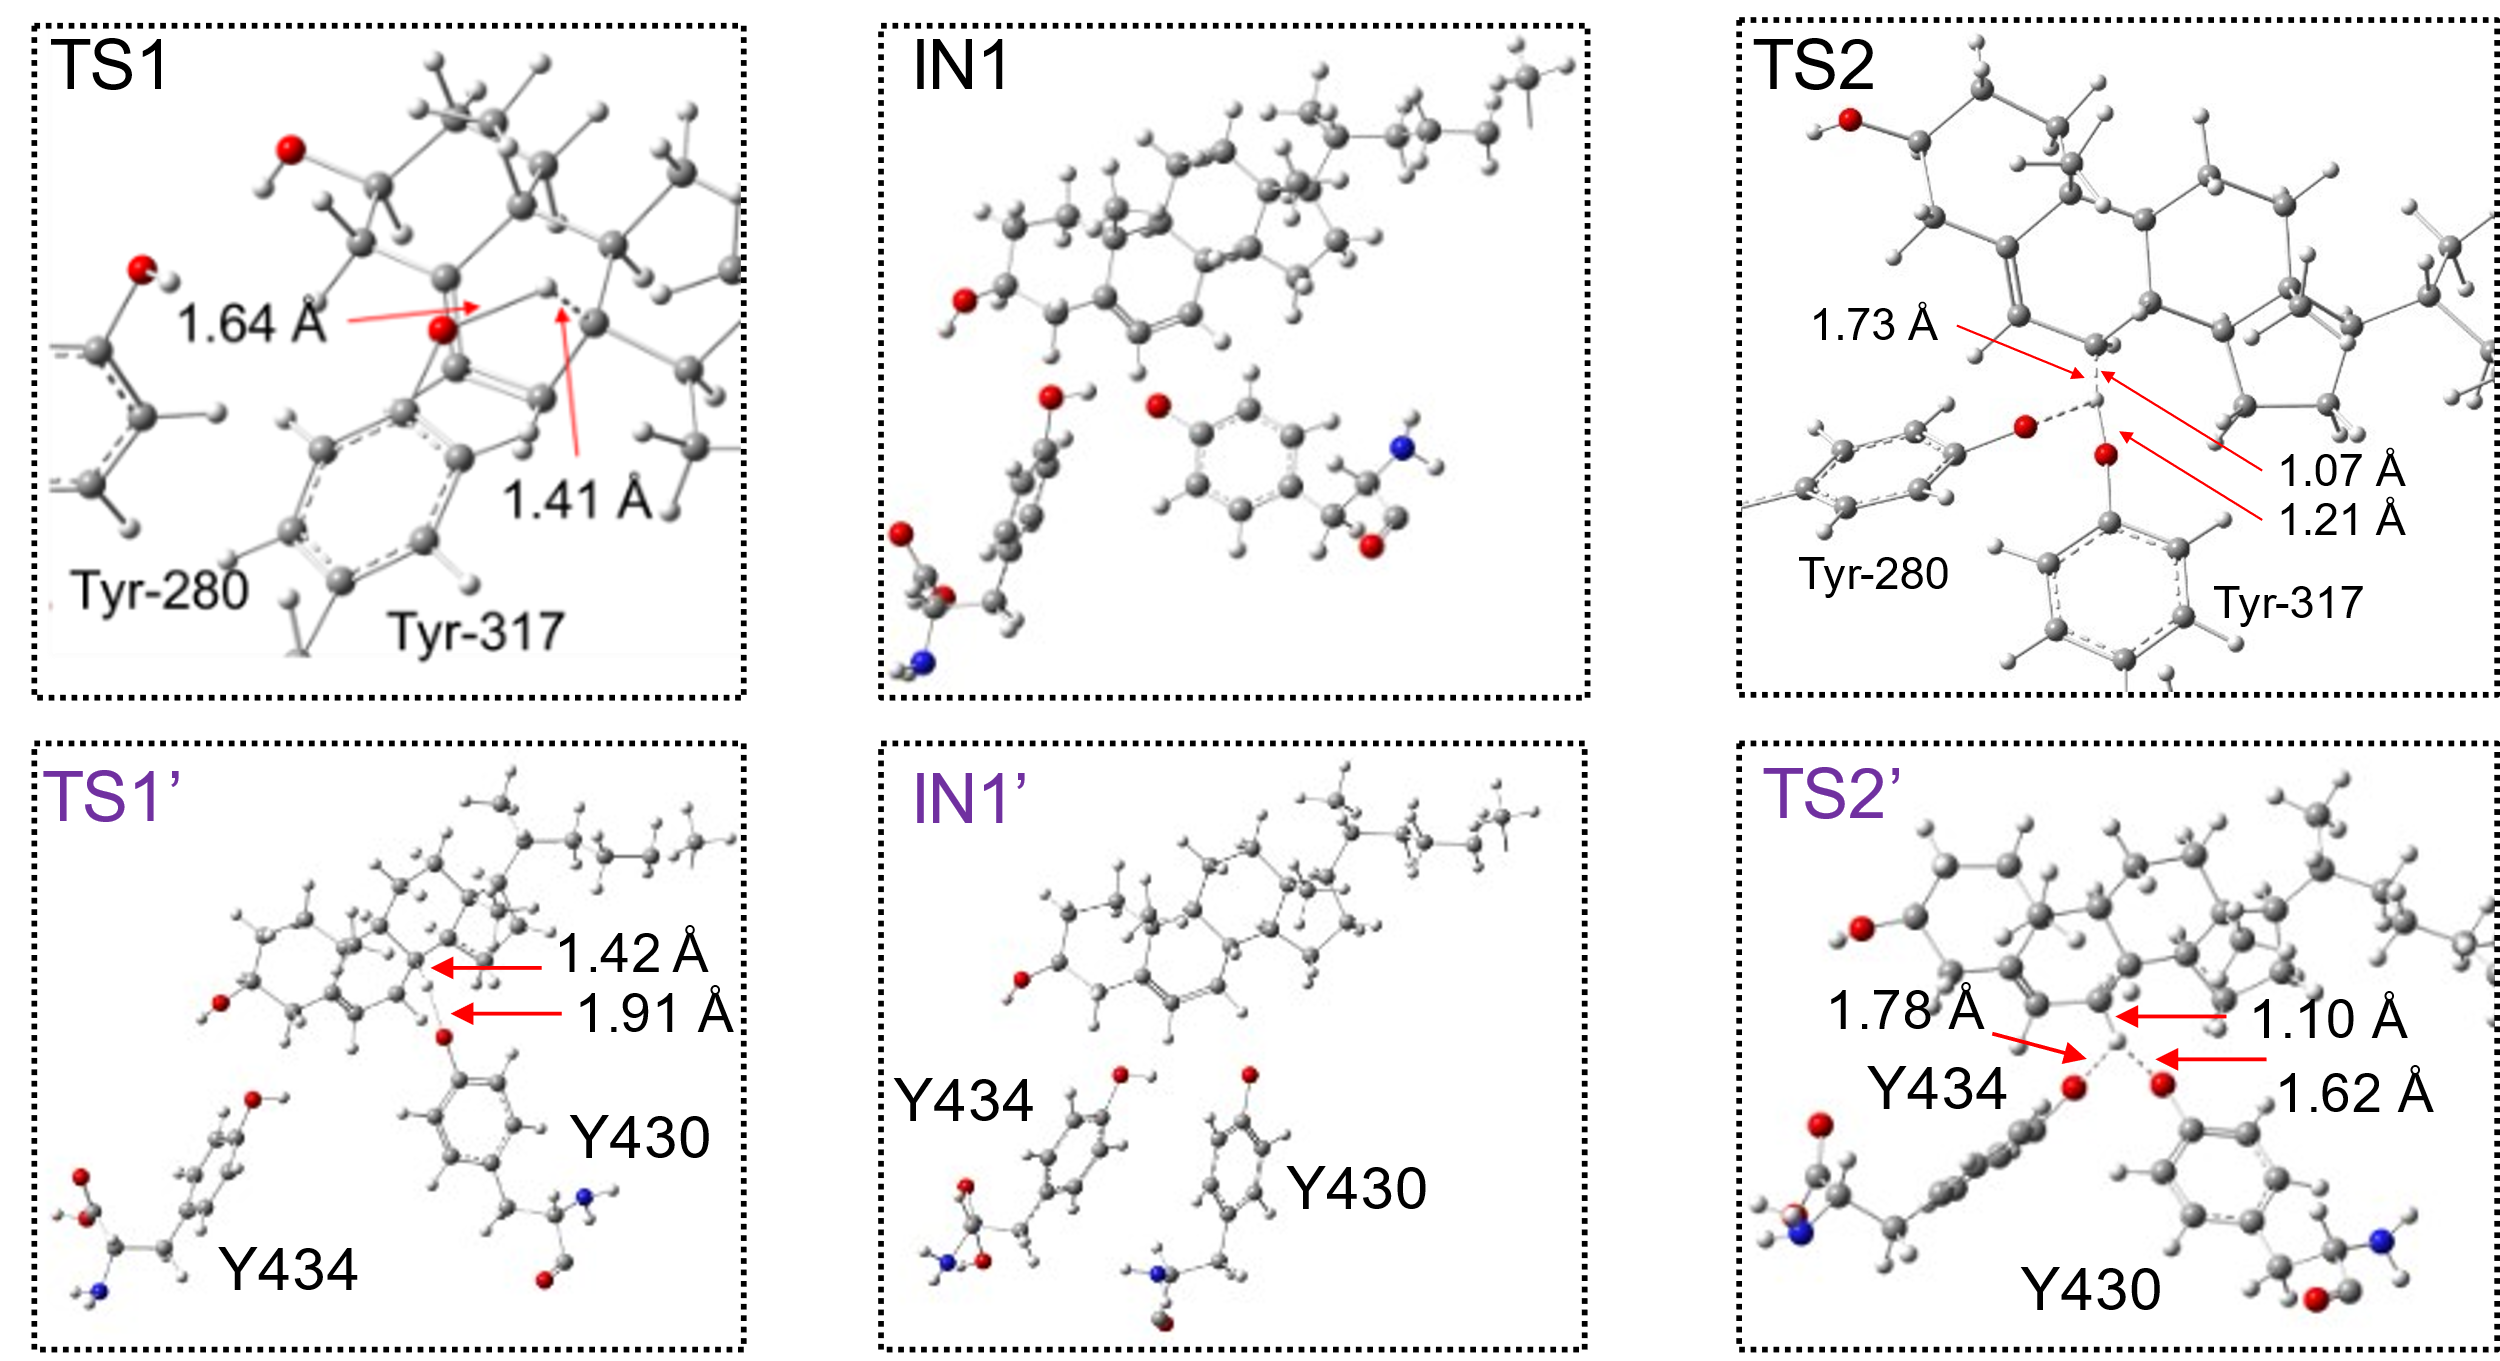 TS1
1.64 Å
1.41 Å
Tyr-280
Tyr-317
IN1
TS2
1.73 Å
1.07 Å
1.21 Å
Tyr-280
Tyr-317
TS1’
1.42 Å
1.91 Å
Y430
Y434
IN1’
Y434
Y430
TS2’
1.78 Å
1.10 Å
Y434
1.62 Å
Y430